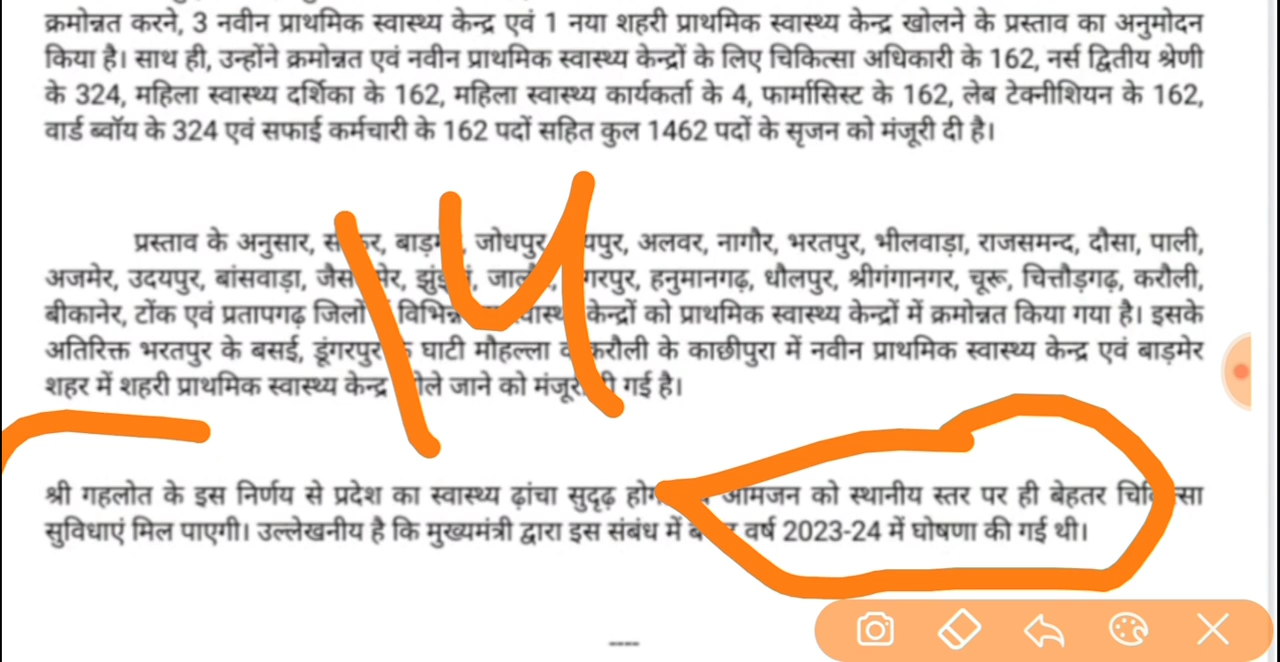 क्रमोन्नत करने, 3 नवीन प्राथमिक स्वास्थ्य केन्द्र एवं 1 नया शहरी प्राथमिक स्वास्थ्य केन्द्र खोलने के प्रस्ताव का अनुमोदन
किया है। साथ ही, उन्होंने क्रमोन्नत एवं नवीन प्राथमिक स्वास्थ्य केन्द्रों के लिए चिकित्सा अधिकारी के 162, नर्स द्वितीय श्रेणी
के 324, महिला स्वास्थ्य दर्शिका के 162, महिला स्वास्थ्य कार्यकर्ता के 4, फार्मासिस्ट के 162, लेब टेक्नीशियन के 162,
वार्ड ब्वॉय के 324 एवं सफाई कर्मचारी के 162 पदों सहित कुल 1462 पदों के सृजन को मंजूरी दी है।
प्रस्ताव के अनुसार, जोधपुर, अलवर, नागौर, भरतपुर, भीलवाड़ा, राजसमन्द, दौसा, पाली,
अजमेर, उदयपुर, बांसवाड़ा, हनुमानगढ़, धौलपुर, श्रीगंगानगर, चूरू, चित्तौड़गढ़, करौली,
बीकानेर, टोंक एवं प्रतापगढ़ जिलों केन्द्रों को प्राथमिक स्वास्थ्य केन्द्रों में क्रमोन्नत किया गया है। इसके
अतिरिक्त भरतपुर के बसई, डूंगरपुर घाटी मौहल्ला करौली के काछीपुरा में नवीन प्राथमिक स्वास्थ्य केन्द्र एवं बाड़मेर
शहर में शहरी प्राथमिक स्वास्थ्य केन्द्र जाने को गई है।
श्री गहलोत के इस निर्णय से प्रदेश का स्वास्थ्य ढ़ांचा सुदृढ़ आमजन को स्थानीय स्तर पर ही बेहतर
सुविधाएं मिल पाएगी। उल्लेखनीय है कि मुख्यमंत्री द्वारा इस संबंध में वर्ष 2023-24 में घोषणा की गई थी।
----